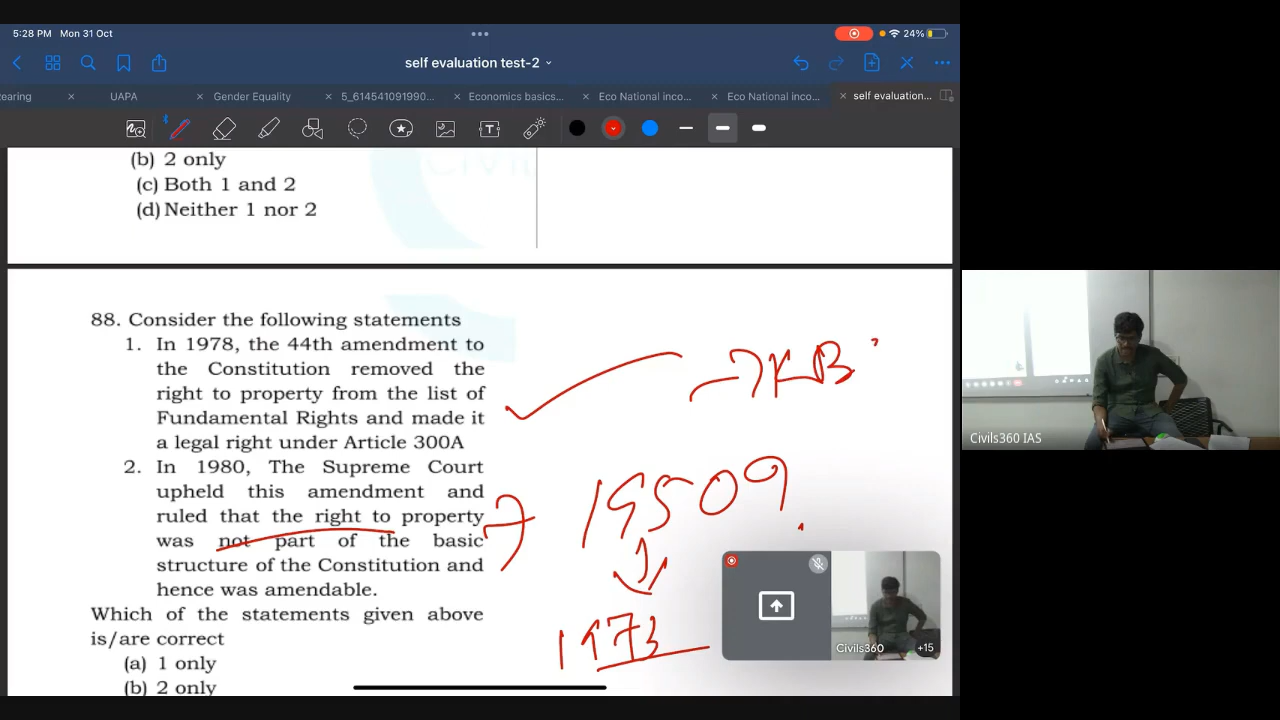 5:28 PM Mon 31 Oct
24%
self evaluation test-2
earing
UAPA
Gender Equality
5_614541091990...
Economics basics...
Eco National inco...
Eco National inco...
self evaluation...
CIVIL
(b) 2 only
(c) Both 1 and 2
(d) Neither 1 nor 2
88. Consider the following statements
1. In 1978, the 44th amendment to
the Constitution removed the
right to property from the list of
Fundamental Rights and made it
a legal right under Article 300A
2. In 1980, The Supreme Court
upheld this amendment and
ruled that the right to property
was not part of the basic
structure of the Constitution and
hence was amendable.
Which of the statements given above
is/are correct
(a) 1 only
(b) 2 only
KB
1973
Civils360
+15
Civils360 IAS